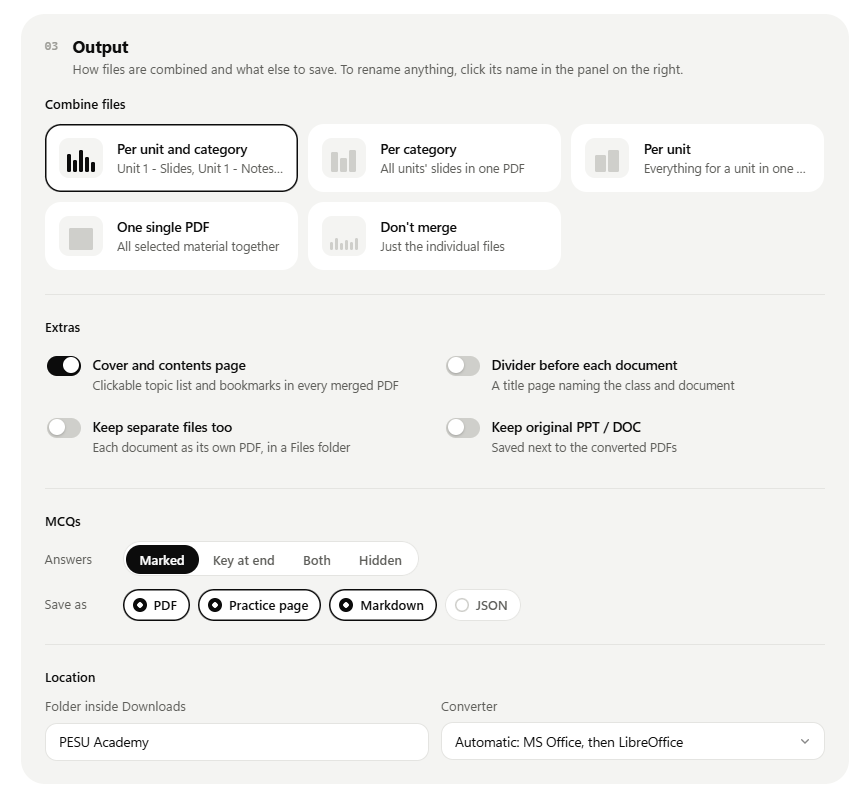 03 Output
How files are combined and what else to save. To rename anything, click its name in the panel on the right.
Combine files
Per unit and category
Unit 1 - Slides, Unit 1 - Notes...
Per category
All units' slides in one PDF
Per unit
Everything for a unit in one ...
One single PDF
All selected material together
Don't merge
Just the individual files
Extras
Cover and contents page
Clickable topic list and bookmarks in every merged PDF
Divider before each document
A title page naming the class and document
Keep separate files too
Each document as its own PDF, in a Files folder
Keep original PPT / DOC
Saved next to the converted PDFs
MCQs
Answers Marked Key at end Both Hidden
Save as PDF Practice page Markdown JSON
Location
Folder inside Downloads
PESU Academy
Converter
Automatic: MS Office, then LibreOffice